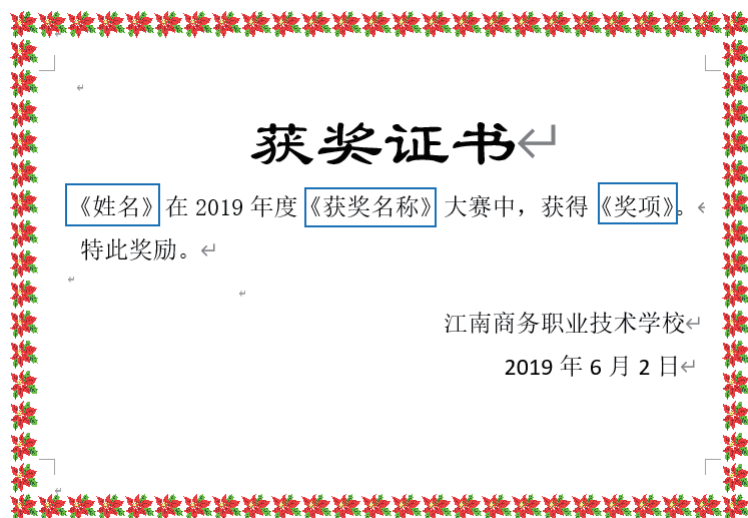 获奖证书
《姓名》在 2019 年度《获奖名称》大赛中，获得《奖项》。
特此奖励。
江南商务职业技术学校
2019 年 6 月 2 日